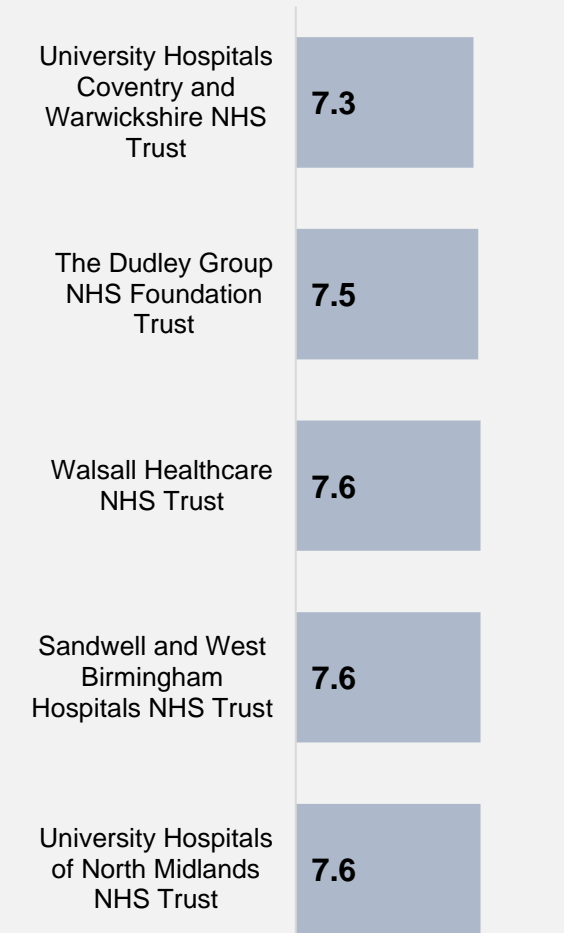 University Hospitals
Coventry and
Warwickshire NHS
Trust
7.3
The Dudley Group
NHS Foundation
Trust
7.5
Walsall Healthcare
NHS Trust
7.6
Sandwell and West
Birmingham
Hospitals NHS Trust
7.6
University Hospitals
of North Midlands
NHS Trust
7.6